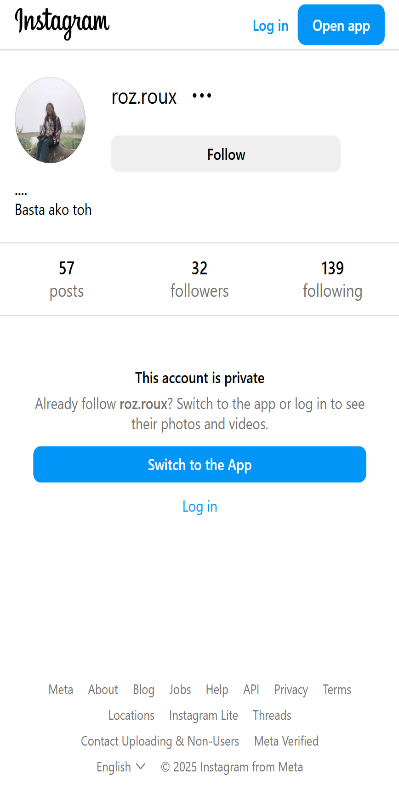 Instagram
Log in
Open app
roz.roux •••
Follow
....
Basta ako toh
57 posts
32 followers
139 following
This account is private
Already follow roz.roux? Switch to the app or log in to see
their photos and videos.
Switch to the App
Log in
Meta About Blog Jobs Help API Privacy Terms
Locations Instagram Lite Threads
Contact Uploading & Non-Users Meta Verified
English © 2025 Instagram from Meta